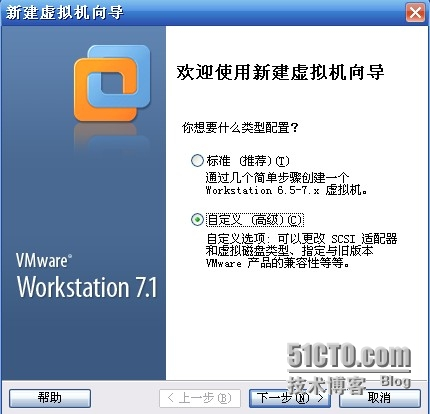 新建虚拟机向导
欢迎使用新建虚拟机向导
你想要什么类型配置？
标准（推荐）(T)
通过几个简单步骤创建一个
Workstation 6.5-7.x 虚拟机。
自定义（高级）(C)
自定义选项: 可以更改 SCSI 适配器
和虚拟磁盘类型、指定与旧版本
VMware 产品的兼容性等等。
VMware®
Workstation 7.1
51CTO.com
技术博客 Blog
帮助
< 上一步(B)
下一步(N) >
取消